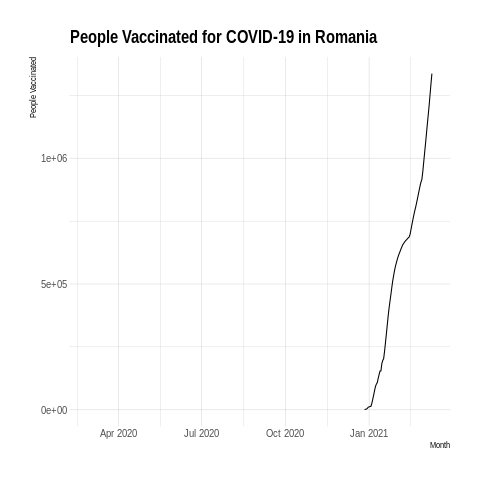 People Vaccinated for COVID-19 in Romania
People Vaccinated
1e+06
5e+05
0e+00
Apr 2020 Jul 2020 Oct 2020 Jan 2021
Month